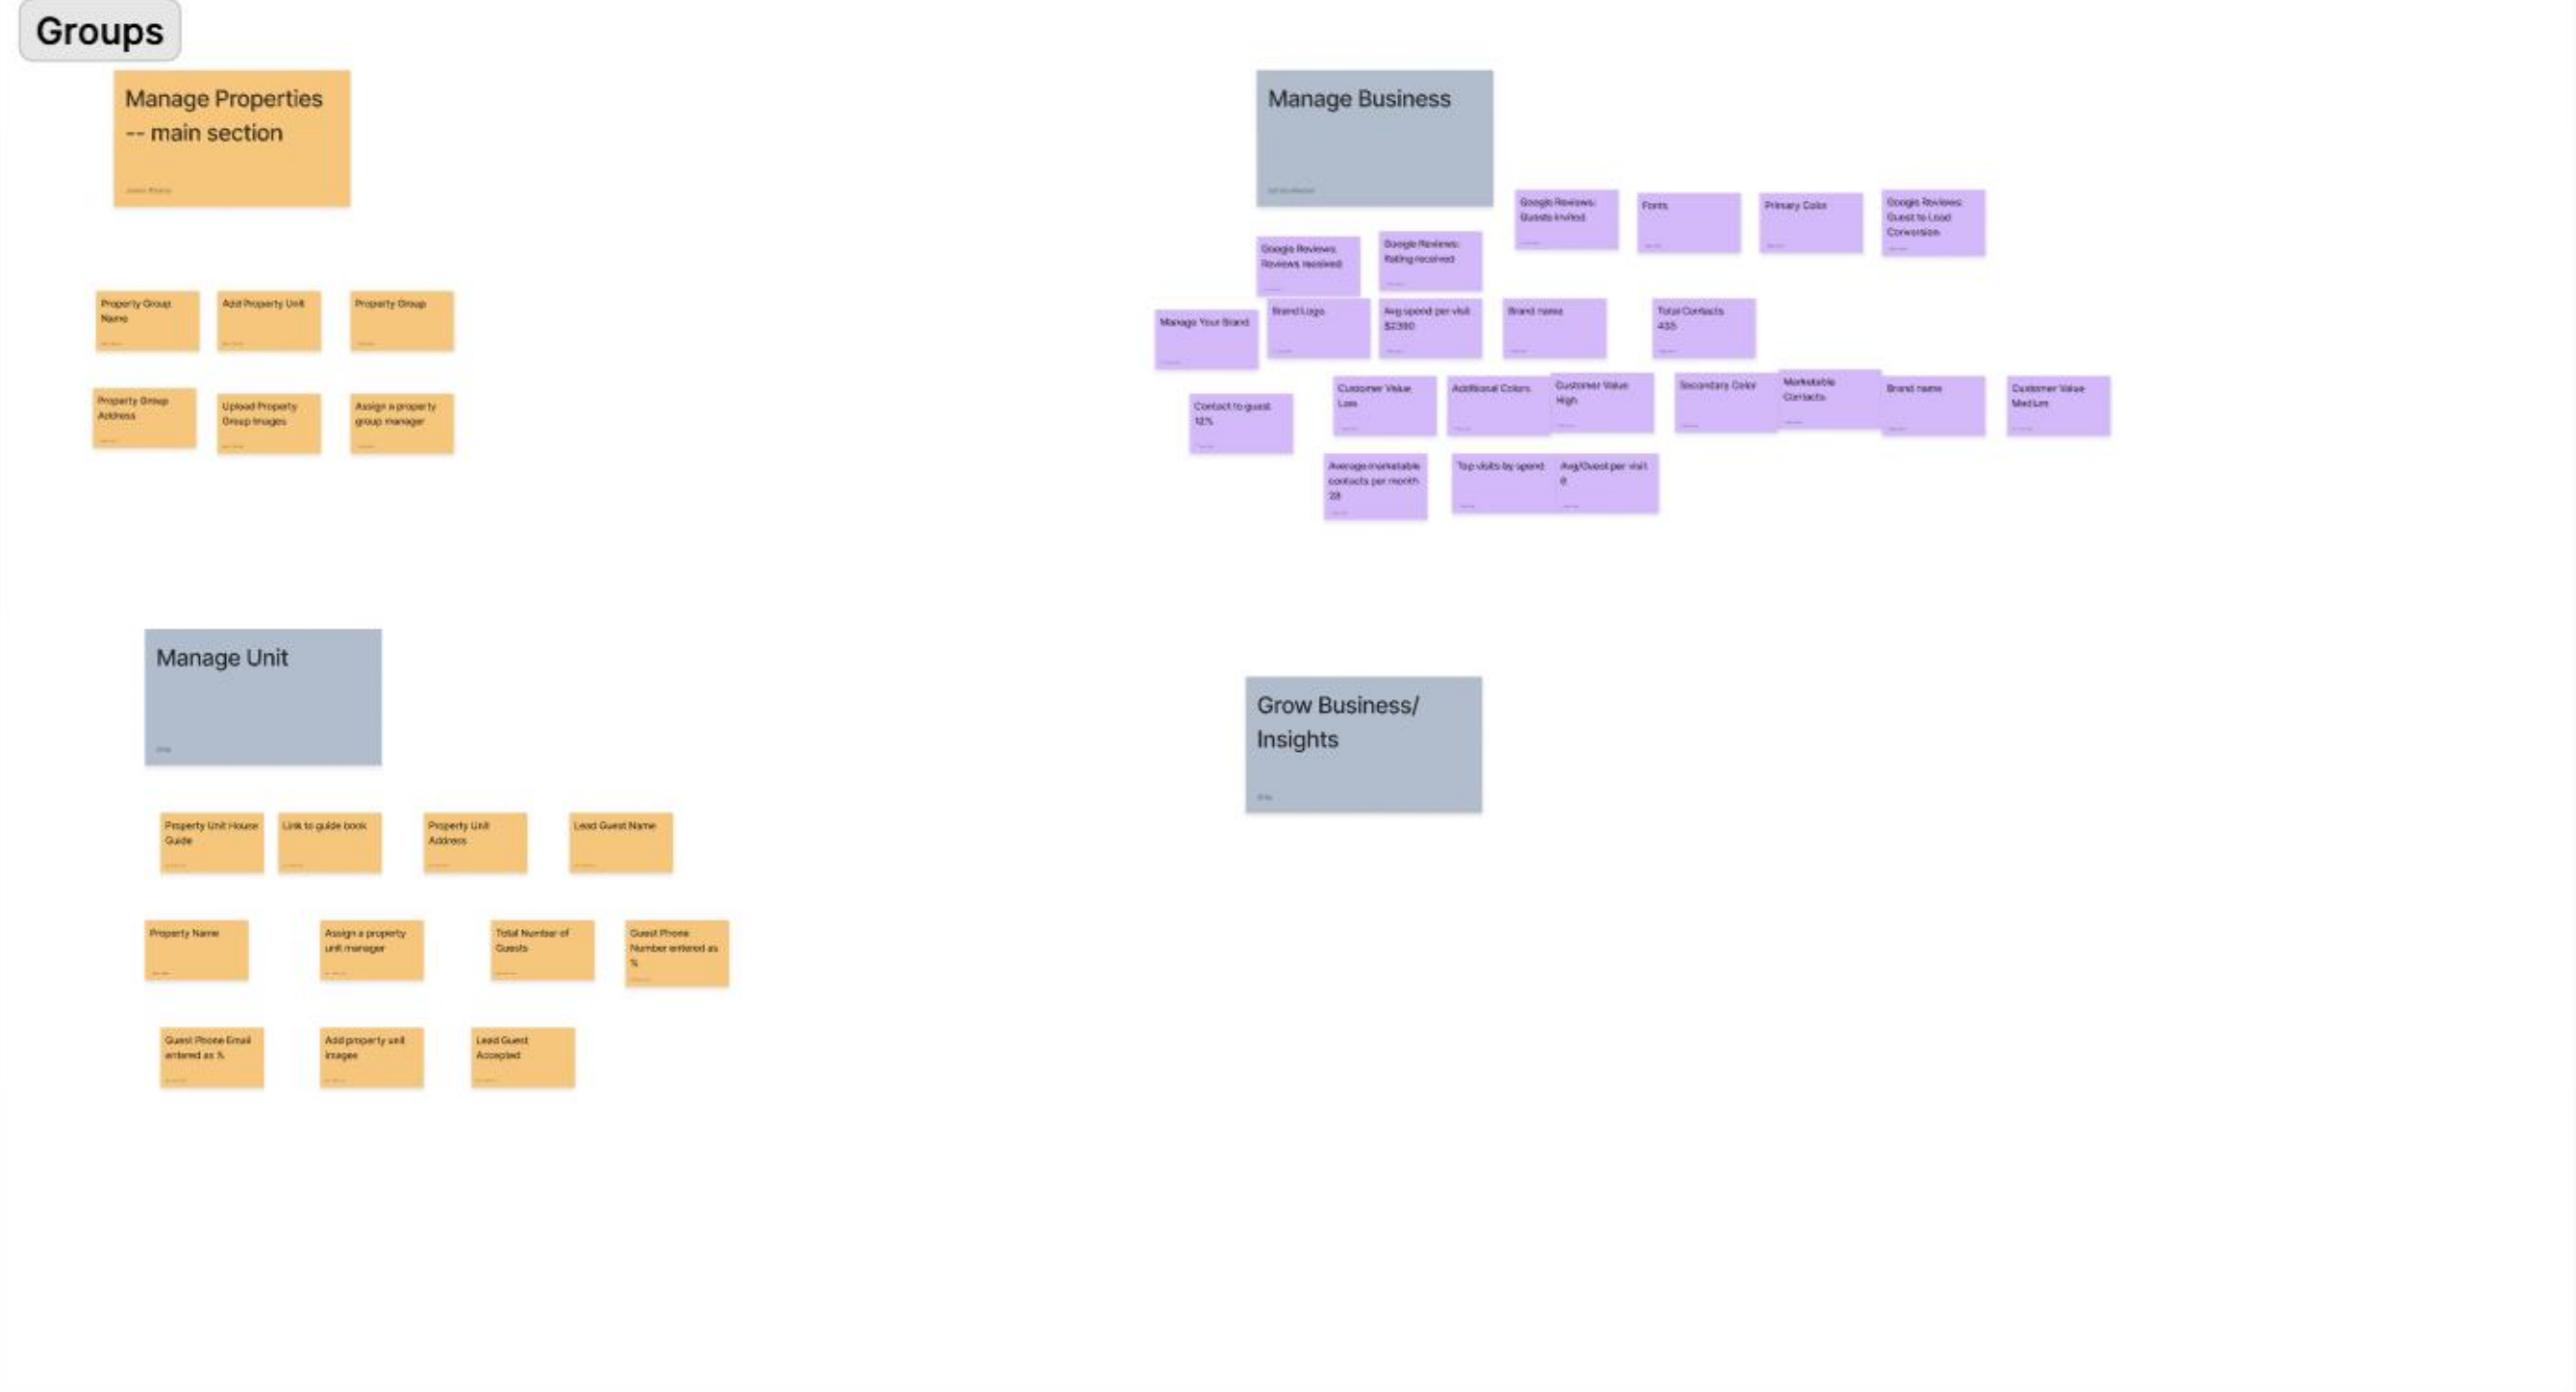 Groups
Manage Properties
-- main section
Property Group
Name
Add Property Unit
Property Group
Property Group
Address
Upload Property
Group Images
Assign a property
group manager
Manage Business
Google Reviews:
Guests invited
Fonts
Primary Color
Google Reviews:
Guest to Lead
Conversion
Google Reviews:
Reviews received
Google Reviews:
Rating received
Manage Your Brand
Brand Logo
Avg spend per visit
Brand name
Total Contacts
435
Contact to guest
12%
Customer Value
Low
Additional Colors
Customer Value
High
Secondary Color
Marketable
Contacts
Brand name
Customer Value
Medium
Average marketable
contacts per month
28
Top visits by spend
Avg/Guest per visit
Manage Unit
Property Unit House
Guide
Link to guide book
Property Unit
Address
Lead Guest Name
Property Name
Assign a property
unit manager
Total Number of
Guests
Guest Phone
Number entered as
%
Guest Phone Email
entered as %
Add property unit
images
Lead Guest
Accepted
Grow Business/
Insights